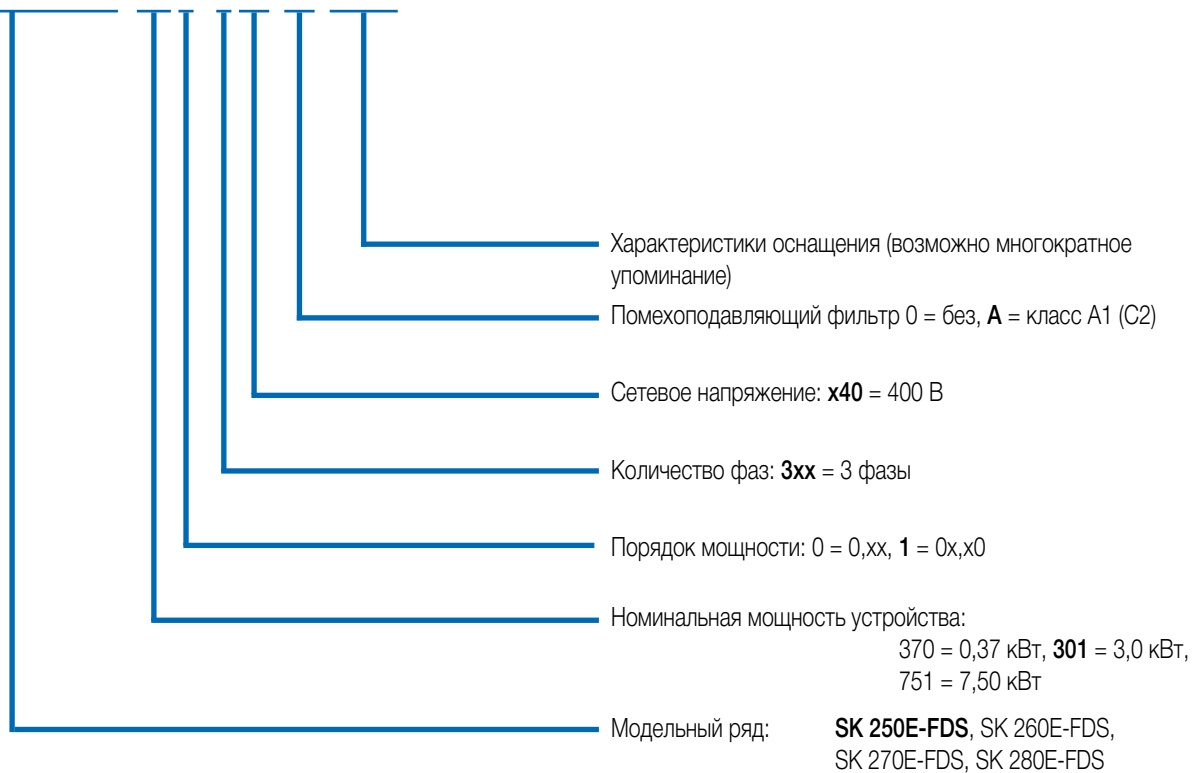 Характеристики оснащения (возможно многократное
упоминание)
Помехоподавляющий фильтр 0 = без, A = класс A1 (C2)
Сетевое напряжение: x40 = 400 В
Количество фаз: 3xx = 3 фазы
Порядок мощности: 0 = 0,xx, 1 = 0x,x0
Номинальная мощность устройства:
370 = 0,37 кВт, 301 = 3,0 кВт,
751 = 7,50 кВт
Модельный ряд: SK 250E-FDS, SK 260E-FDS,
SK 270E-FDS, SK 280E-FDS